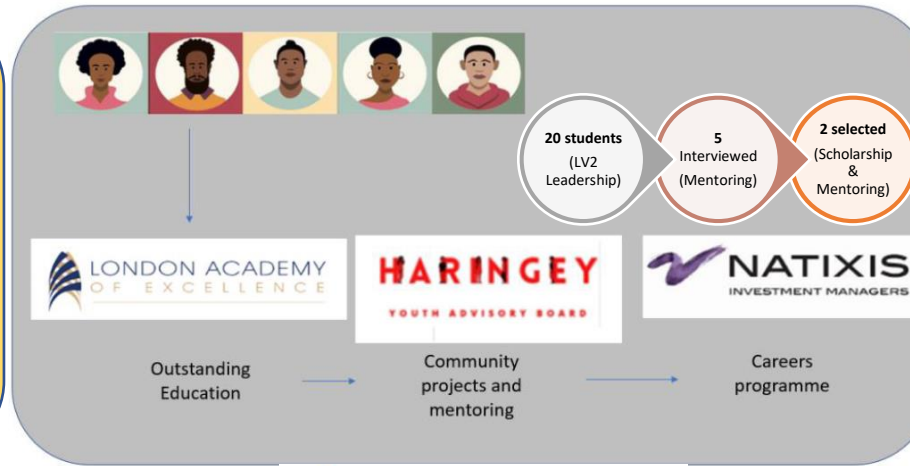 20 students
(LV2
Leadership)
5
Interviewed
(Mentoring)
2 selected
(Scholarship
&
Mentoring)
LONDON ACADEMY
OF EXCELLENCE
HARINGEY
YOUTH ADVISORY BOARD
NATIXIS
INVESTMENT MANAGERS
Outstanding
Education
Community
projects and
mentoring
Careers
programme